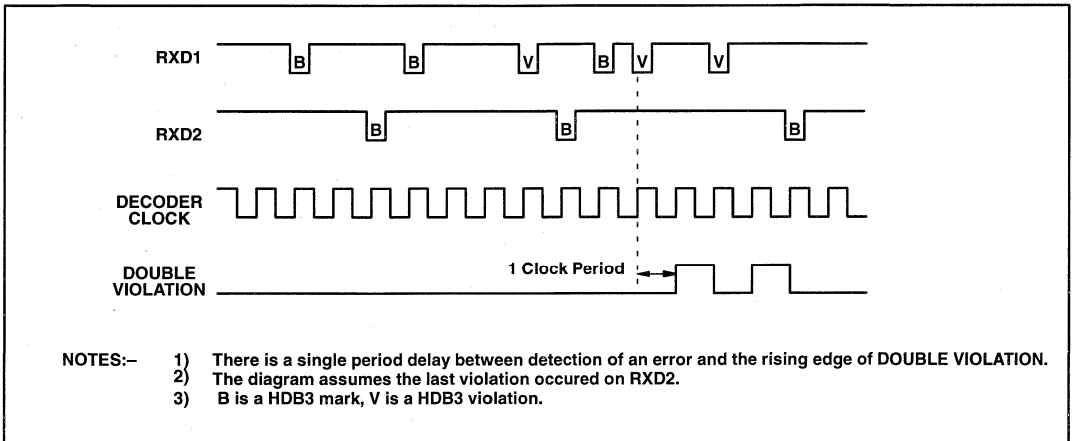 RXD1
B B V B V V
RXD2
B B B
DECODER
CLOCK
1 Clock Period
DOUBLE
VIOLATION
NOTES:– 1) There is a single period delay between detection of an error and the rising edge of DOUBLE VIOLATION.
2) The diagram assumes the last violation occured on RXD2.
3) B is a HDB3 mark, V is a HDB3 violation.